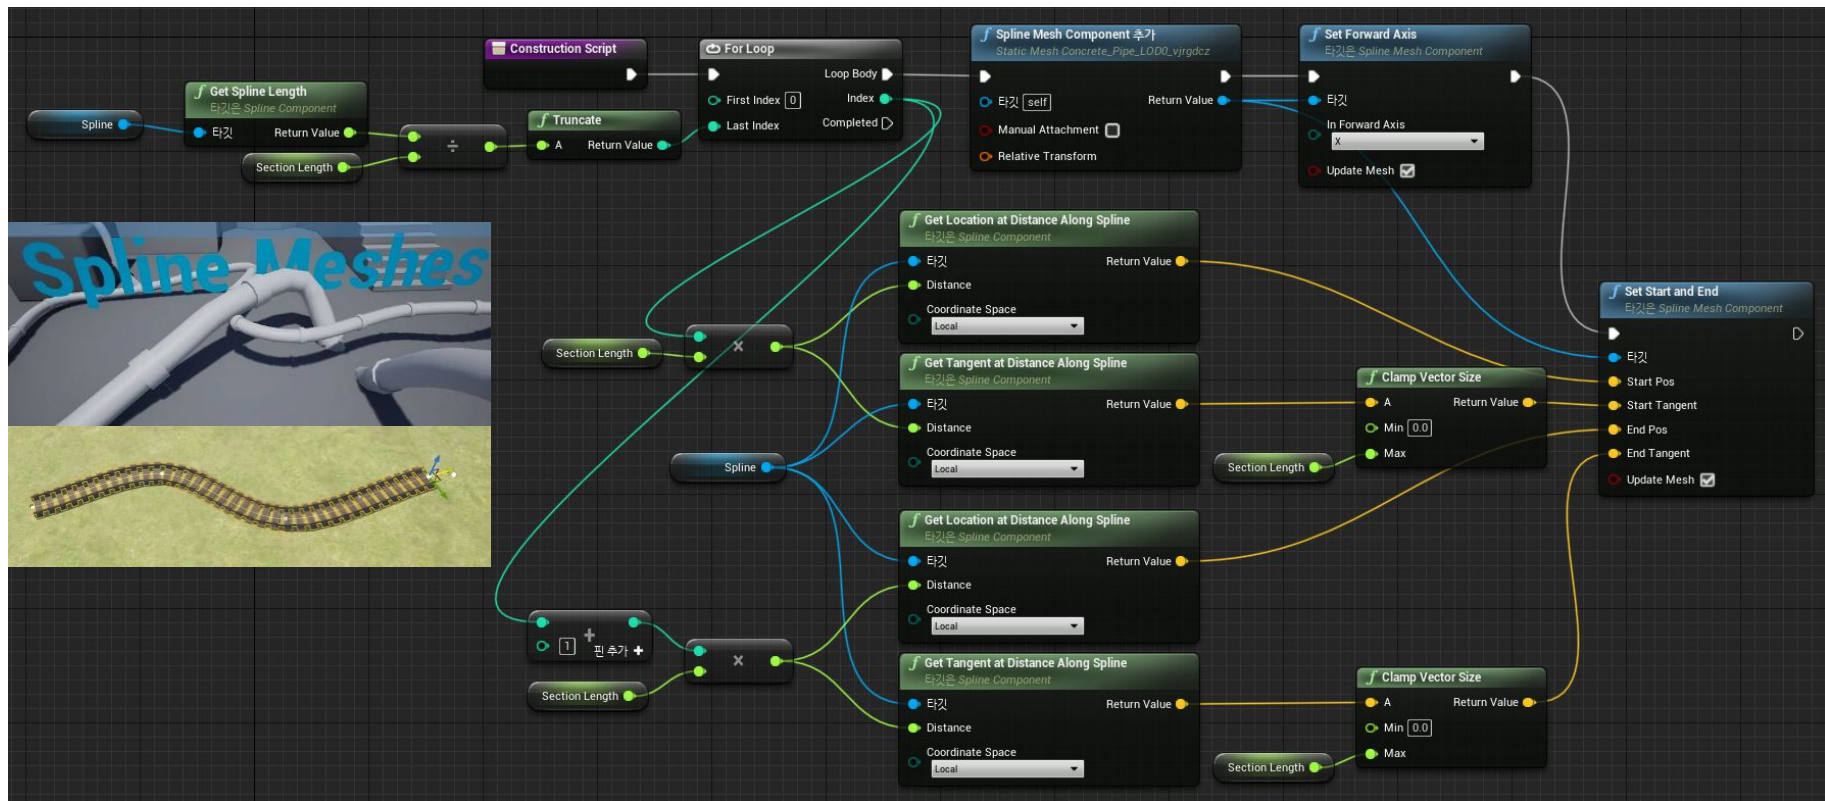 Construction Script
For Loop
Loop Body
First Index 0
Index
Last Index
Completed
Spline Mesh Component 추가
Static Mesh Concrete_Pipe_LOD0_vjrgdcz
타깃 self
Return Value
Manual Attachment
Relative Transform
Set Forward Axis
타깃은 Spline Mesh Component
타깃
In Forward Axis
X
Update Mesh
Get Spline Length
타깃은 Spline Component
타깃
Return Value
Spline
Section Length
÷
Truncate
A
Return Value
Spline Meshes
Get Location at Distance Along Spline
타깃은 Spline Component
타깃
Return Value
Distance
Coordinate Space
Local
Section Length
×
Get Tangent at Distance Along Spline
타깃은 Spline Component
타깃
Return Value
Distance
Coordinate Space
Local
Spline
Clamp Vector Size
A
Return Value
Min 0.0
Max
Section Length
Set Start and End
타깃은 Spline Mesh Component
타깃
Start Pos
Start Tangent
End Pos
End Tangent
Update Mesh
Get Location at Distance Along Spline
타깃은 Spline Component
타깃
Return Value
Distance
Coordinate Space
Local
+
1
핀 추가 +
×
Section Length
Get Tangent at Distance Along Spline
타깃은 Spline Component
타깃
Return Value
Distance
Coordinate Space
Local
Clamp Vector Size
A
Return Value
Min 0.0
Max
Section Length